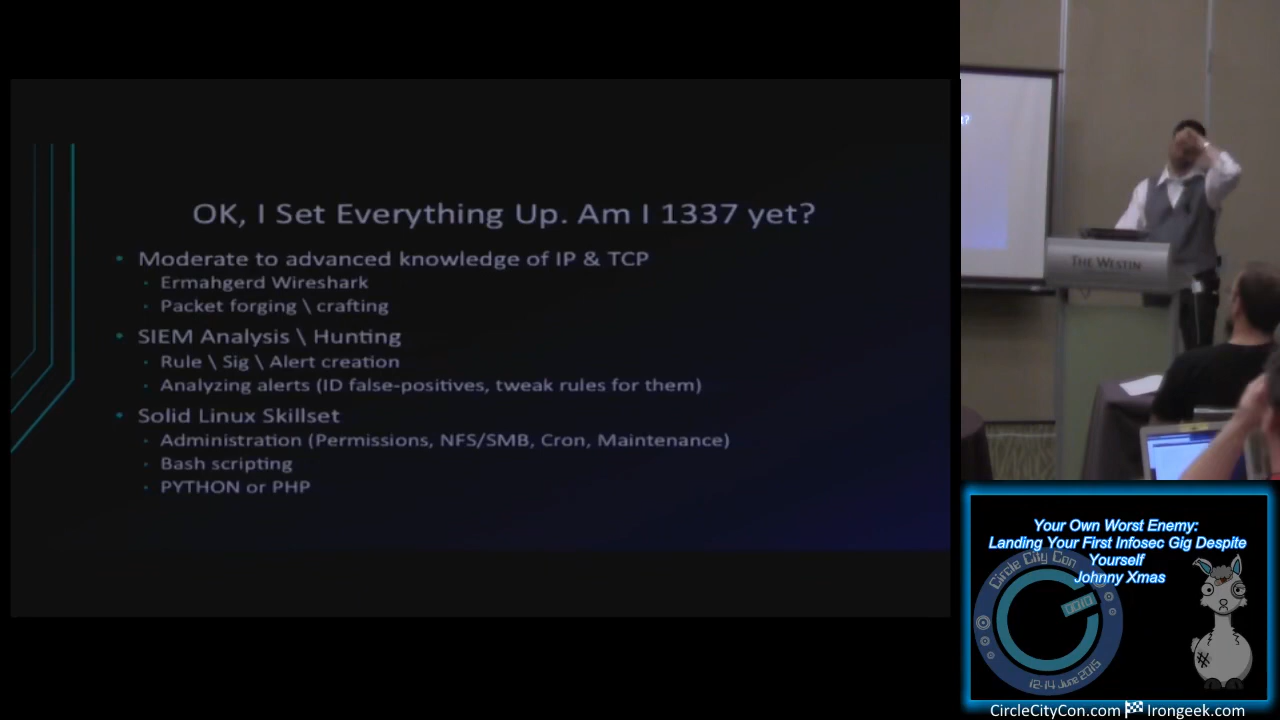 OK, I Set Everything Up. Am I 1337 yet?
• Moderate to advanced knowledge of IP & TCP
• Ermahgerd Wireshark
• Packet forging \ crafting
• SIEM Analysis \ Hunting
• Rule \ Sig \ Alert creation
• Analyzing alerts (ID false-positives, tweak rules for them)
• Solid Linux Skillset
• Administration (Permissions, NFS/SMB, Cron, Maintenance)
• Bash scripting
• PYTHON or PHP
THE WESTIN
Your Own Worst Enemy:
Landing Your First Infosec Gig Despite
Yourself
Johnny Xmas
Circle City Con
12-14 June 2015
CircleCityCon.com Irongeek.com